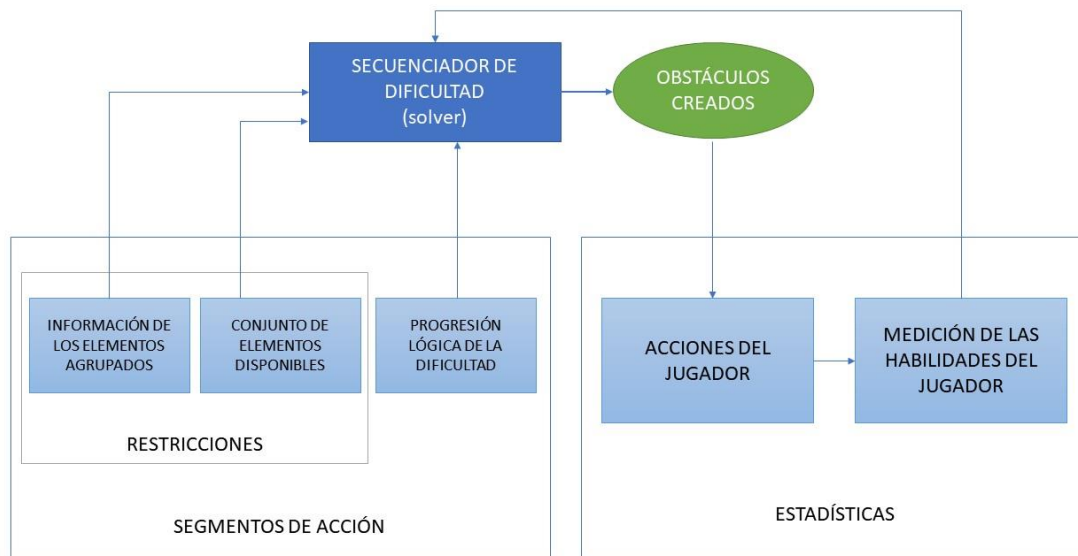 SECUENCIADOR DE
DIFICULTAD
(solver)
OBSTÁCULOS
CREADOS
INFORMACIÓN DE
LOS ELEMENTOS
AGRUPADOS
CONJUNTO DE
ELEMENTOS
DISPONIBLES
PROGRESIÓN
LÓGICA DE LA
DIFICULTAD
RESTRICCIONES
SEGMENTOS DE ACCIÓN
ACCIONES DEL
JUGADOR
MEDICIÓN DE LAS
HABILIDADES DEL
JUGADOR
ESTADÍSTICAS